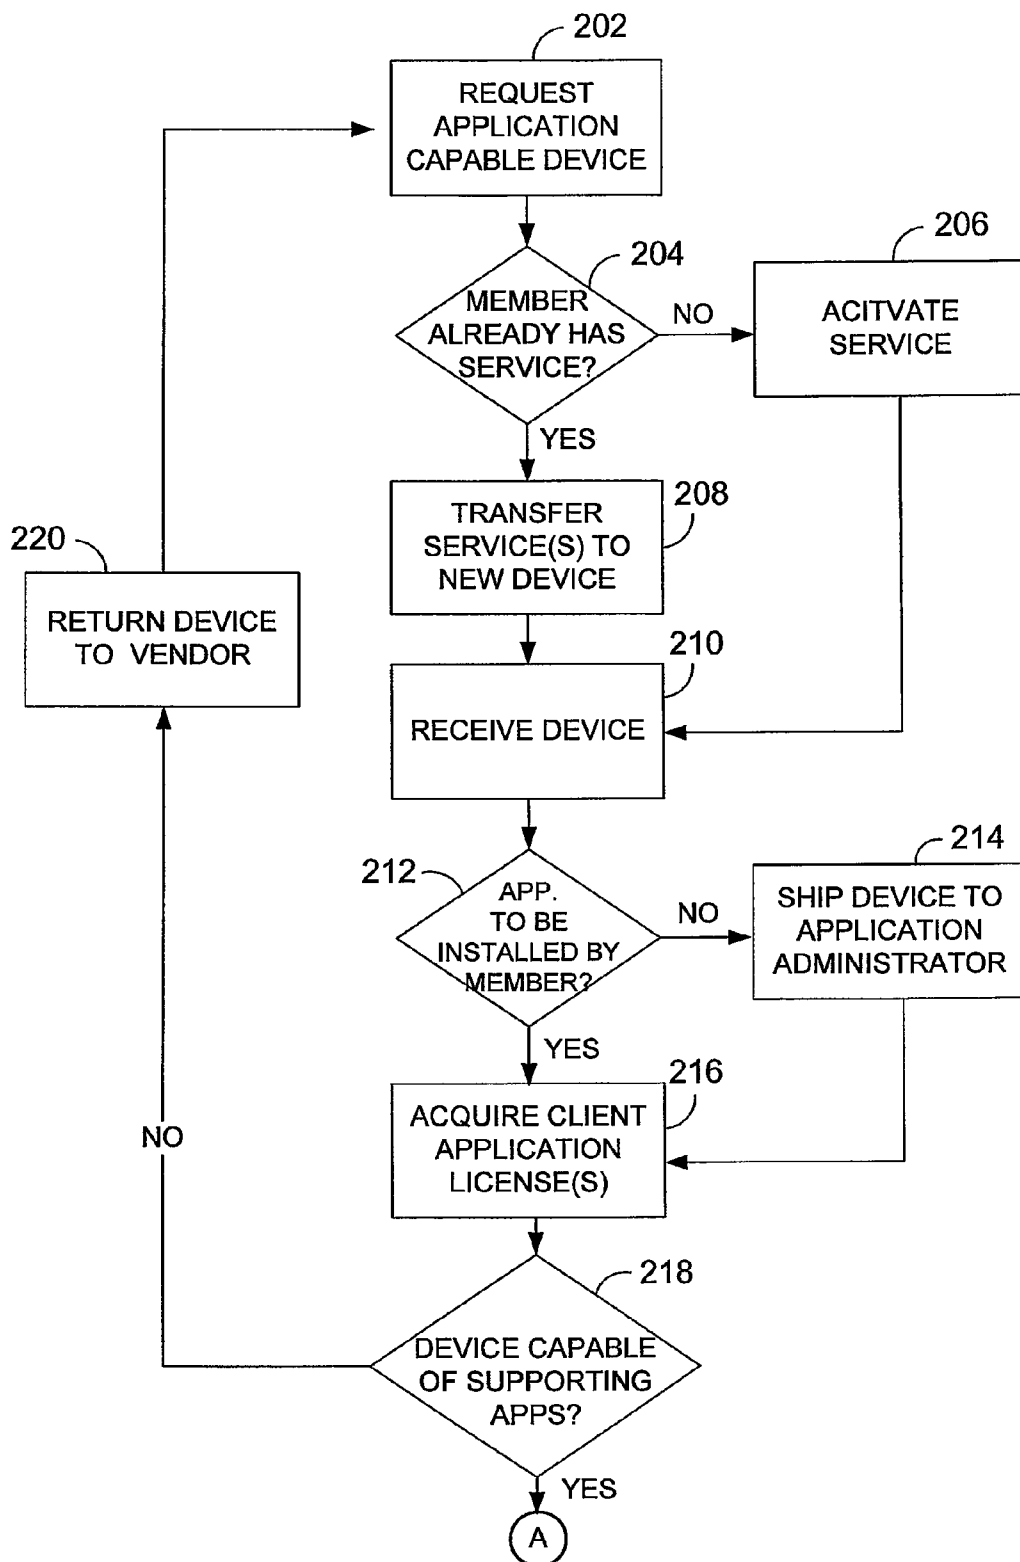 202
REQUEST
APPLICATION
CAPABLE DEVICE
204
MEMBER
ALREADY HAS
SERVICE?
NO
206
ACITVATE
SERVICE
YES
208
TRANSFER
SERVICE(S) TO
NEW DEVICE
220
RETURN DEVICE
TO VENDOR
210
RECEIVE DEVICE
212
APP.
TO BE
INSTALLED BY
MEMBER?
NO
214
SHIP DEVICE TO
APPLICATION
ADMINISTRATOR
YES
216
ACQUIRE CLIENT
APPLICATION
LICENSE(S)
NO
218
DEVICE CAPABLE
OF SUPPORTING
APPS?
YES
A